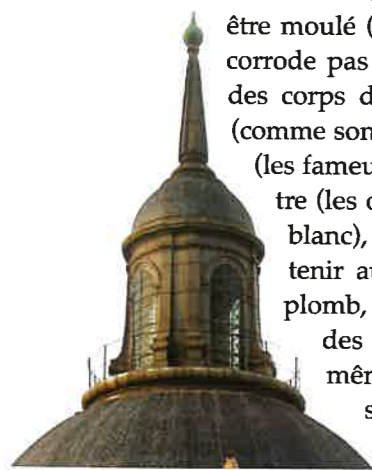 être moulé (
corrode pas
des corps d
(comme son
(les fameu
tre (les
blanc),
tenir au
plomb,
des
mêm
s